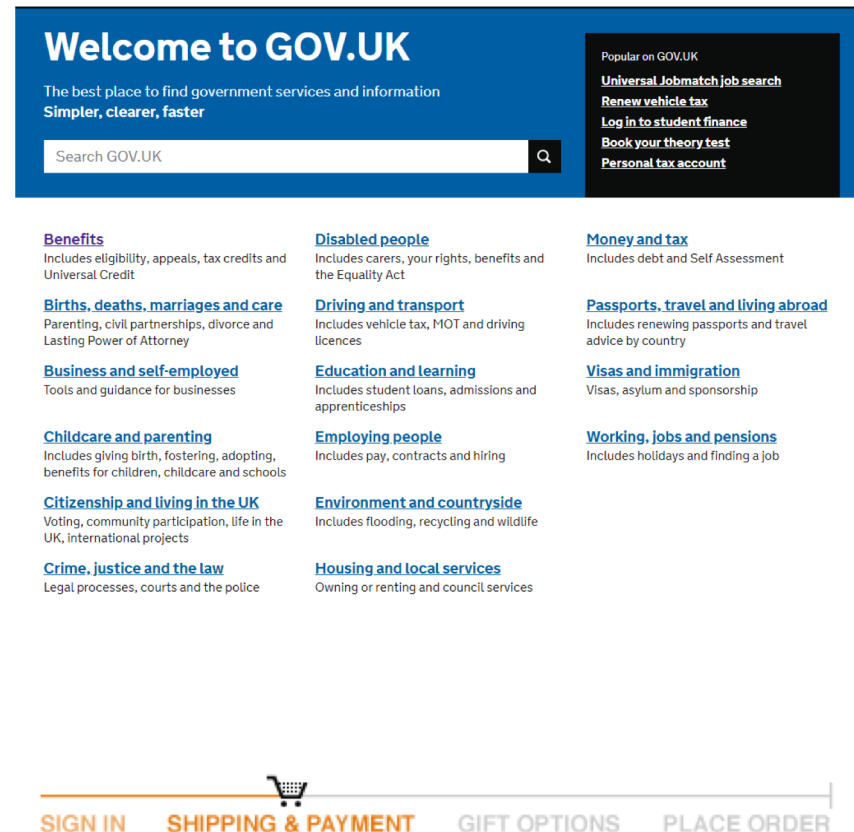 Welcome to GOV.UK
The best place to find government services and information
Simpler, clearer, faster
Search GOV.UK
Popular on GOV.UK
Universal Jobmatch job search
Renew vehicle tax
Log in to student finance
Book your theory test
Personal tax account
Benefits
Includes eligibility, appeals, tax credits and
Universal Credit
Births, deaths, marriages and care
Parenting, civil partnerships, divorce and
Lasting Power of Attorney
Business and self-employed
Tools and guidance for businesses
Childcare and parenting
Includes giving birth, fostering, adopting,
benefits for children, childcare and schools
Citizenship and living in the UK
Voting, community participation, life in the
UK, international projects
Crime, justice and the law
Legal processes, courts and the police
Disabled people
Includes carers, your rights, benefits and
the Equality Act
Driving and transport
Includes vehicle tax, MOT and driving
licences
Education and learning
Includes student loans, admissions and
apprenticeships
Employing people
Includes pay, contracts and hiring
Environment and countryside
Includes flooding, recycling and wildlife
Housing and local services
Owning or renting and council services
Money and tax
Includes debt and Self Assessment
Passports, travel and living abroad
Includes renewing passports and travel
advice by country
Visas and immigration
Visas, asylum and sponsorship
Working, jobs and pensions
Includes holidays and finding a job
SIGN IN SHIPPING & PAYMENT GIFT OPTIONS PLACE ORDER